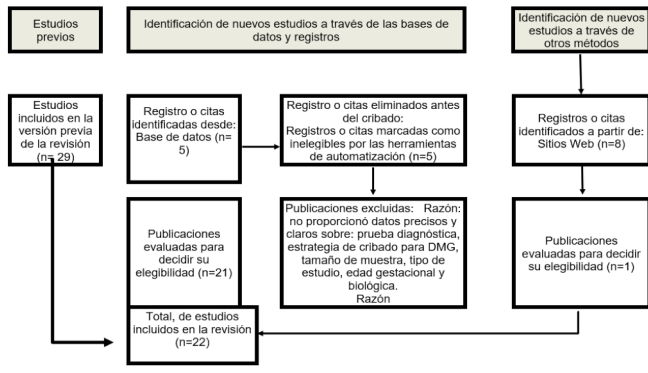 Estudios
previos
Identificación de nuevos estudios a través de las bases de
datos y registros
Identificación de nuevos
estudios a través de
otros métodos
Estudios
incluidos en la
versión previa
de la revisión
(n= 29)
Registro o citas
identificadas desde:
Base de datos (n=
5)
Registro o citas eliminados antes
del cribado:
Registros o citas marcadas como
inelegibles por las herramientas
de automatización (n=5)
Registros o citas
identificados a partir de:
Sitios Web (n=8)
Publicaciones
evaluadas para
decidir su
elegibilidad (n=21)
Publicaciones excluidas: Razón:
no proporcionó datos precisos y
claros sobre: prueba diagnóstica,
estrategia de cribado para DMG,
tamaño de muestra, tipo de
estudio, edad gestacional y
biológica.
Razón
Publicaciones
evaluadas para decidir
su elegibilidad (n=1)
Total, de estudios
incluidos en la revisión
(n=22)